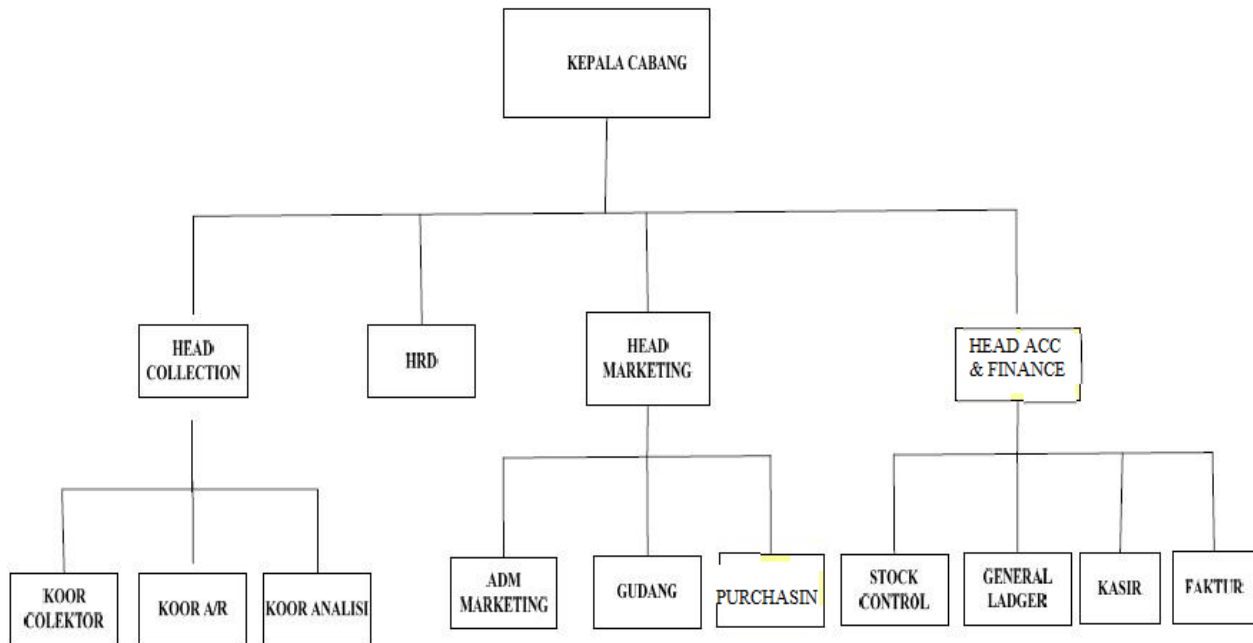 KEPALA CABANG
HEAD
COLLECTION
HRD
HEAD
MARKETING
HEAD ACC
& FINANCE
KOOR
COLEKTOR
KOOR A/R
KOOR ANALISI
ADM
MARKETING
GUDANG
PURCHASIN
STOCK
CONTROL
GENERAL
LADGER
KASIR
FAKTUR